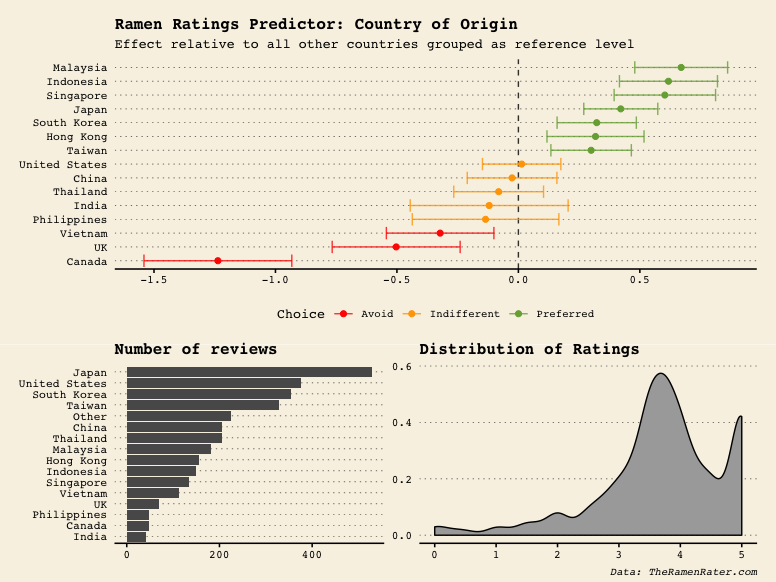 Ramen Ratings Predictor: Country of Origin
Effect relative to all other countries grouped as reference level
Malaysia
Indonesia
Singapore
Japan
South Korea
Hong Kong
Taiwan
United States
China
Thailand
India
Philippines
Vietnam
UK
Canada
-1.5 -1.0 -0.5 0.0 0.5
Choice Avoid Indifferent Preferred
Number of reviews
Japan
United States
South Korea
Taiwan
Other
China
Thailand
Malaysia
Hong Kong
Indonesia
Singapore
Vietnam
UK
Philippines
Canada
India
0 200 400
Distribution of Ratings
0.6
0.4
0.2
0.0
0 1 2 3 4 5
Data: TheRamenRater.com